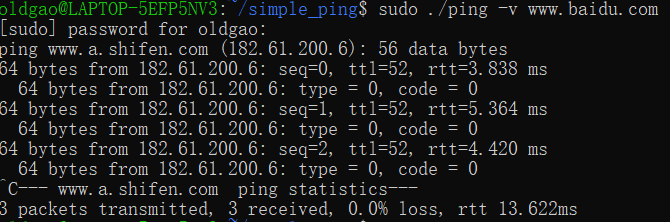 oldgao@LAPTOP-5EFP5NV3:~/simple_ping$ sudo ./ping -v www.baidu.com
[sudo] password for oldgao:
ping www.a.shifen.com (182.61.200.6): 56 data bytes
64 bytes from 182.61.200.6: seq=0, ttl=52, rtt=3.838 ms
  64 bytes from 182.61.200.6: type = 0, code = 0
64 bytes from 182.61.200.6: seq=1, ttl=52, rtt=5.364 ms
  64 bytes from 182.61.200.6: type = 0, code = 0
64 bytes from 182.61.200.6: seq=2, ttl=52, rtt=4.420 ms
  64 bytes from 182.61.200.6: type = 0, code = 0
^C--- www.a.shifen.com  ping statistics---
3 packets transmitted, 3 received, 0.0% loss, rtt 13.622ms